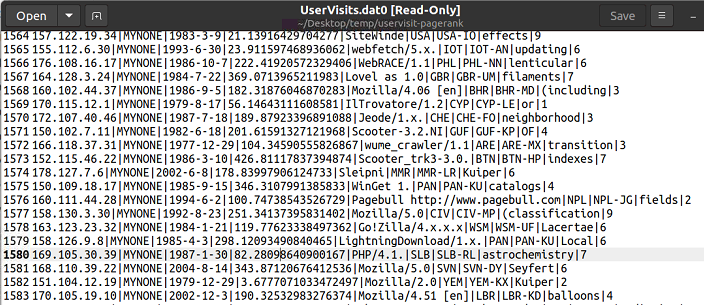 Open
UserVisits.dat0 [Read-Only]
~/Desktop/temp/uservisit-pagerank
Save
1564 157.122.19.34|MYNONE|1983-3-9|21.13916429704277|SiteWinde|USA|USA-IO|effects|9
1565 55.112.6.30|MYNONE|1993-6-30|23.911597468936062|webfetch/5.x.|IOT|IOT-AN|updating|6
1566 176.108.16.17|MYNONE|1986-10-7|222.41920572329406|WebRACE/1.1|PHL|PHL-NN|lenticular|6
1567 164.128.3.24|MYNONE|1984-7-22|369.0713965211983|Lovel as 1.0|GBR|GBR-UM|filaments|7
1568 160.102.44.37|MYNONE|1986-9-5|182.31876046870283|Mozilla/4.06 [en]|BHR|BHR-MD|(including|3
1569 170.115.12.1|MYNONE|1979-8-17|56.14643111608581|IlTrovatore/1.2|CYP|CYP-LE|or|1
1570 172.107.40.46|MYNONE|1987-7-18|189.87923396891088|Jeode/1.x.|CHE|CHE-FO|neighborhood|3
1571 150.102.7.11|MYNONE|1982-6-18|201.61591327121968|Scooter-3.2.NI|GUF|GUF-KP|OF|4
1572 166.118.37.31|MYNONE|1977-12-29|104.34590555826867|wume_crawler/1.1|ARE|ARE-MX|transition|3
1573 152.115.46.22|MYNONE|1986-3-10|426.81117837394874|Scooter_trk3-3.0.|BTN|BTN-HP|indexes|7
1574 178.127.7.6|MYNONE|2002-6-8|178.83997906124733|Sleipni|MMR|MMR-LR|Kuiper|6
1575 150.109.18.17|MYNONE|1985-9-15|346.3107991385833|WinGet 1.|PAN|PAN-KU|catalogs|4
1576 160.111.44.28|MYNONE|1994-6-2|100.74738543526729|Pagebull http://www.pagebull.com|NPL|NPL-JG|fields|2
1577 158.130.3.30|MYNONE|1992-8-23|251.34137395831402|Mozilla/5.0|CIV|CIV-MP|(classification|9
1578 163.123.23.32|MYNONE|1984-1-21|119.77623338497362|Go!Zilla/4.x.x.x|WSM|WSM-UF|Lacertae|6
1579 158.126.9.8|MYNONE|1985-4-3|298.12093490840465|LightningDownload/1.x.|PAN|PAN-KU|Local|6
1580 169.105.30.39|MYNONE|1987-1-30|82.28098640900167|PHP/4.1.|SLB|SLB-RL|astrochemistry|7
1581 168.110.39.22|MYNONE|2004-8-14|343.87120676412536|Mozilla/5.0|SVN|SVN-DY|Seyfert|6
1582 151.104.12.19|MYNONE|1979-12-29|3.6777071033472497|Mozilla/2.0|YEM|YEM-KX|Kuiper|2
1583 170.105.19.10|MYNONE|2002-12-3|190.32532983276374|Mozilla/4.51 [en]|LBR|LBR-KD|balloons|4